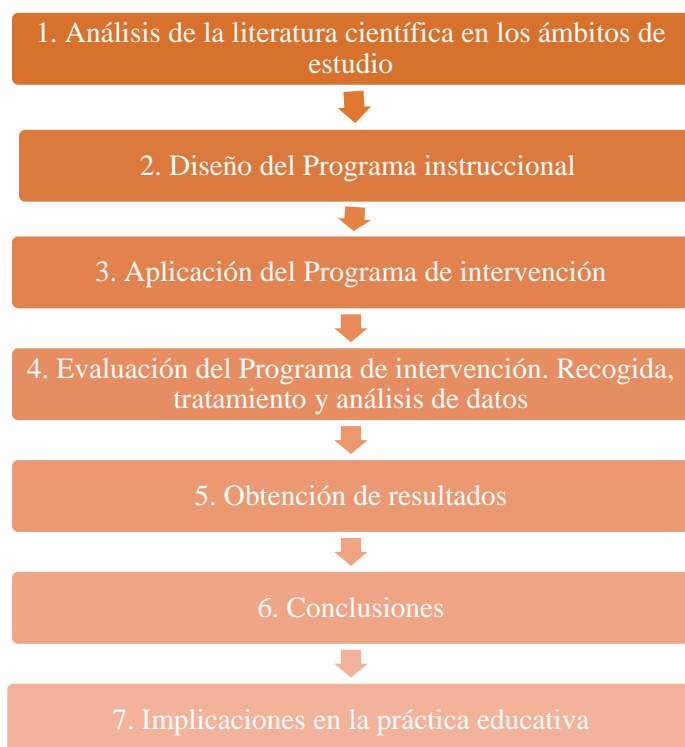 1. Análisis de la literatura científica en los ámbitos de
estudio
2. Diseño del Programa instruccional
3. Aplicación del Programa de intervención
4. Evaluación del Programa de intervención. Recogida,
tratamiento y análisis de datos
5. Obtención de resultados
6. Conclusiones
7. Implicaciones en la práctica educativa